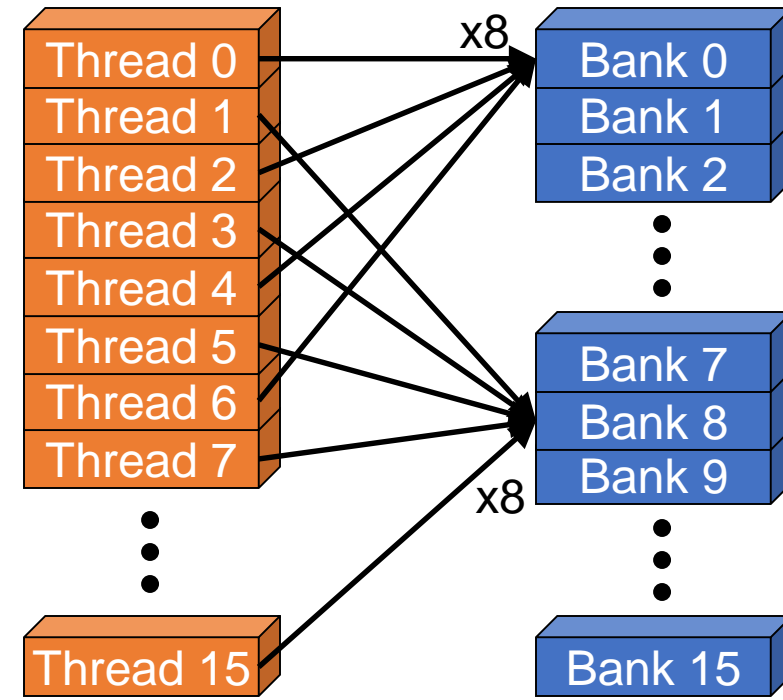 x8
Thread 0
Thread 1
Thread 2
Thread 3
Thread 4
Thread 5
Thread 6
Thread 7
Thread 15
x8
Bank 0
Bank 1
Bank 2
Bank 7
Bank 8
Bank 9
Bank 15